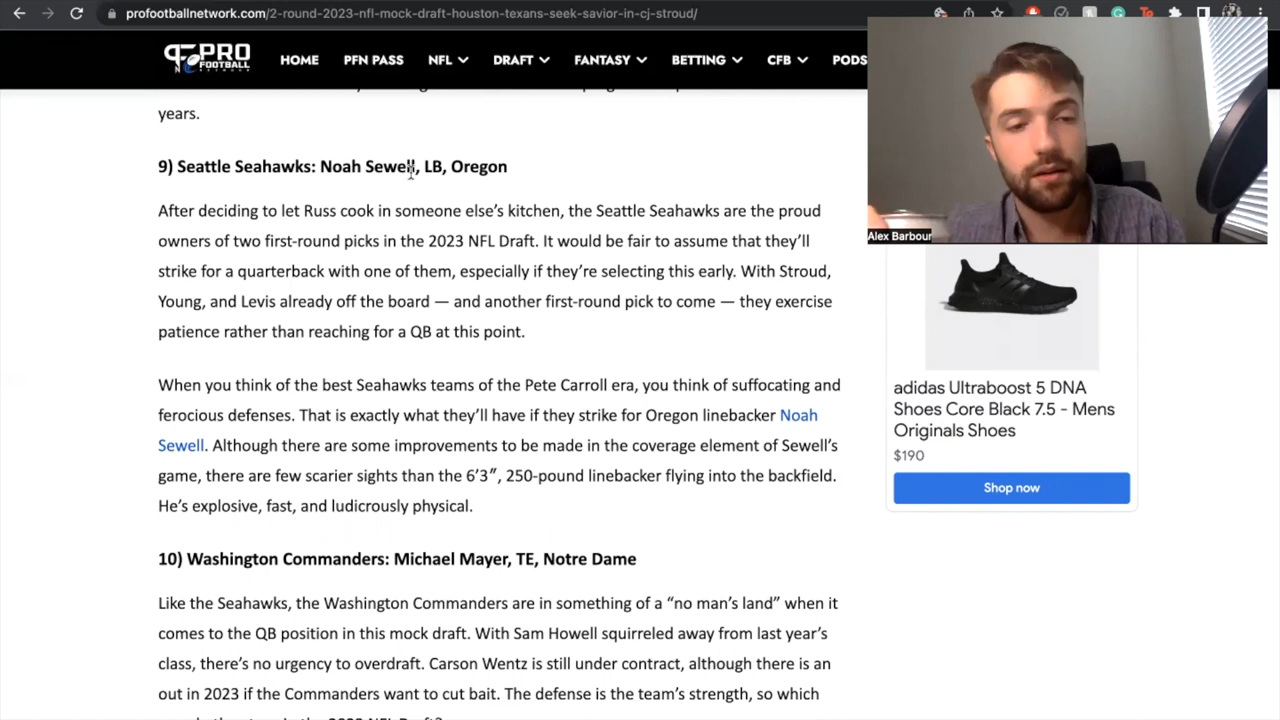 profootballnetwork.com/2-round-2023-nfl-mock-draft-houston-texans-seek-savior-in-cj-stroud/
PFN PRO FOOTBALL NETWORK
HOME PFN PASS NFL DRAFT FANTASY BETTING CFB PODS
years.
9) Seattle Seahawks: Noah Sewell, LB, Oregon
After deciding to let Russ cook in someone else’s kitchen, the Seattle Seahawks are the proud
owners of two first-round picks in the 2023 NFL Draft. It would be fair to assume that they’ll
strike for a quarterback with one of them, especially if they’re selecting this early. With Stroud,
Young, and Levis already off the board — and another first-round pick to come — they exercise
patience rather than reaching for a QB at this point.
When you think of the best Seahawks teams of the Pete Carroll era, you think of suffocating and
ferocious defenses. That is exactly what they’ll have if they strike for Oregon linebacker Noah
Sewell. Although there are some improvements to be made in the coverage element of Sewell’s
game, there are few scarier sights than the 6’3″, 250-pound linebacker flying into the backfield.
He’s explosive, fast, and ludicrously physical.
10) Washington Commanders: Michael Mayer, TE, Notre Dame
Like the Seahawks, the Washington Commanders are in something of a “no man’s land” when it
comes to the QB position in this mock draft. With Sam Howell squirreled away from last year’s
class, there’s no urgency to overdraft. Carson Wentz is still under contract, although there is an
out in 2023 if the Commanders want to cut bait. The defense is the team’s strength, so which
Alex Barbour
adidas Ultraboost 5 DNA
Shoes Core Black 7.5 - Mens
Originals Shoes
$190
Shop now